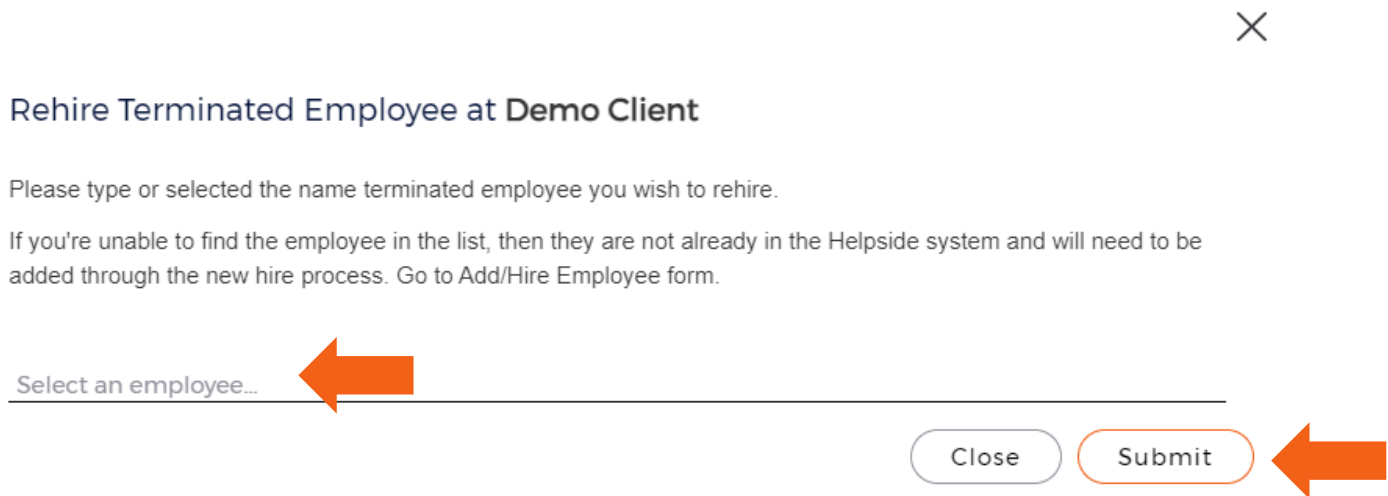 Rehire Terminated Employee at Demo Client
Please type or selected the name terminated employee you wish to rehire.
If you're unable to find the employee in the list, then they are not already in the Helpside system and will need to be
added through the new hire process. Go to Add/Hire Employee form.
Select an employee...
Close Submit